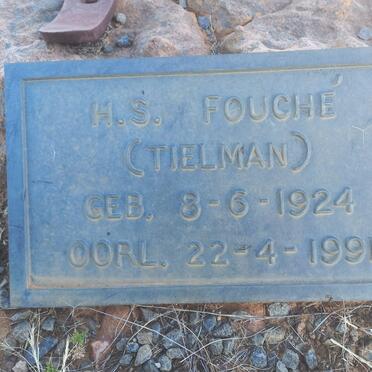 H.S. FOUCHÉ
(TIELMAN)
GEB. 8-6-1924
OORL. 22-4-1991